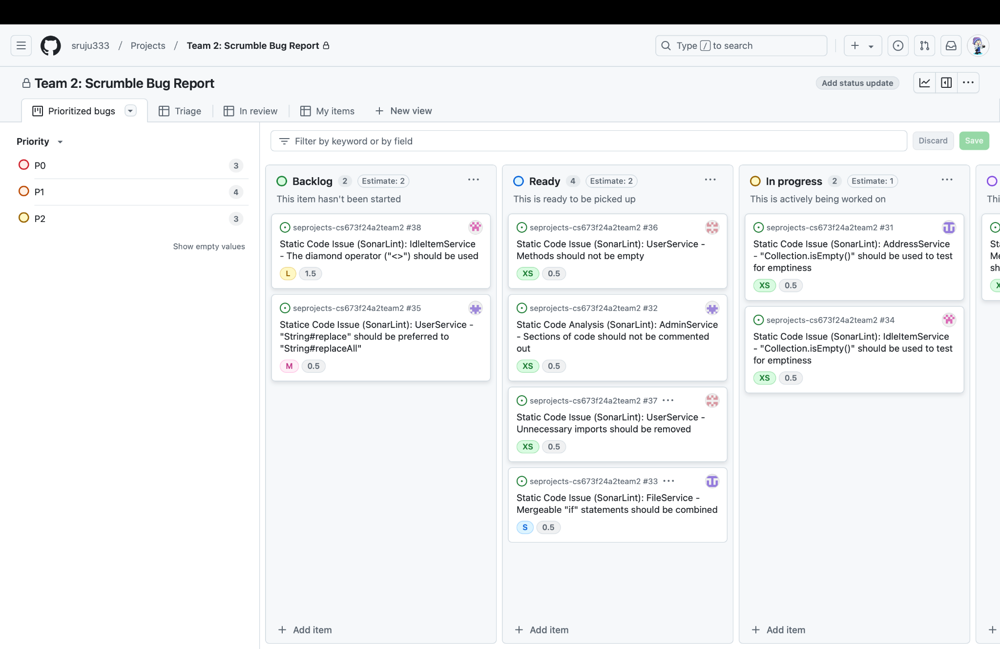 sruju333 / Projects / Team 2: Scrumble Bug Report
Type / to search
Team 2: Scrumble Bug Report
Add status update
Prioritized bugs
Triage
In review
My items
New view
Priority
P0 3
P1 4
P2 3
Show empty values
Filter by keyword or by field
Discard
Save
Backlog 2 Estimate: 2
This item hasn't been started
seprojects-cs673f24a2team2 #38
Static Code Issue (SonarLint): IdleItemService
- The diamond operator ("<>") should be used
L 1.5
seprojects-cs673f24a2team2 #35
Statice Code Issue (SonarLint): UserService -
"String#replace" should be preferred to
"String#replaceAll"
M 0.5
Add item
Ready 4 Estimate: 2
This is ready to be picked up
seprojects-cs673f24a2team2 #36
Static Code Issue (SonarLint): UserService -
Methods should not be empty
XS 0.5
seprojects-cs673f24a2team2 #32
Static Code Analysis (SonarLint): AdminService
- Sections of code should not be commented
out
XS 0.5
seprojects-cs673f24a2team2 #37
Static Code Issue (SonarLint): UserService -
Unnecessary imports should be removed
XS 0.5
seprojects-cs673f24a2team2 #33
Static Code Issue (SonarLint): FileService -
Mergeable "if" statements should be combined
S 0.5
Add item
In progress 2 Estimate: 1
This is actively being worked on
seprojects-cs673f24a2team2 #31
Static Code Issue (SonarLint): AddressService
- "Collection.isEmpty()" should be used to test
for emptiness
XS 0.5
seprojects-cs673f24a2team2 #34
Static Code Issue (SonarLint): IdleItemService
- "Collection.isEmpty()" should be used to test
for emptiness
XS 0.5
Add item